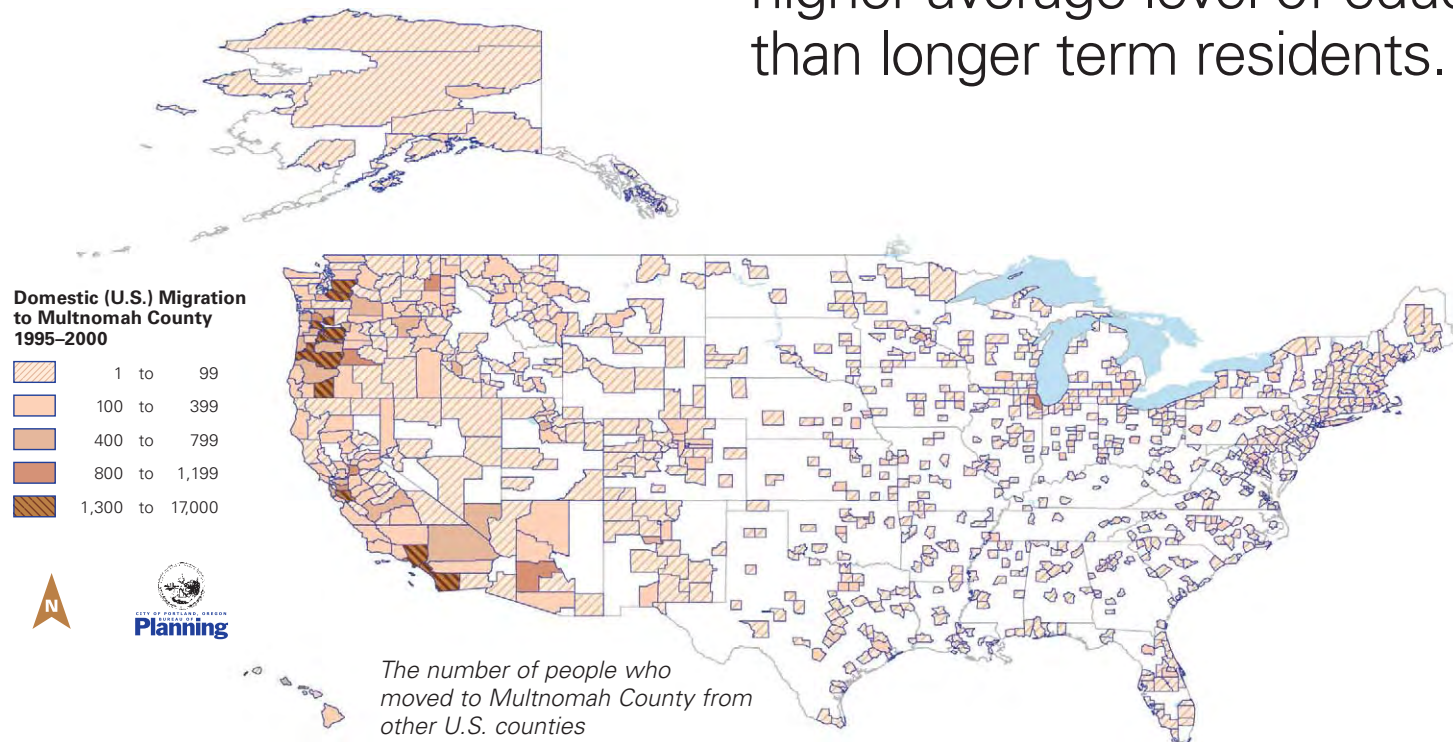 than longer term residents.
Domestic (U.S.) Migration
to Multnomah County
1995–2000
1 to 99
100 to 399
400 to 799
800 to 1,199
1,300 to 17,000
N
CITY OF PORTLAND, OREGON
BUREAU OF
Planning
The number of people who
moved to Multnomah County from
other U.S. counties